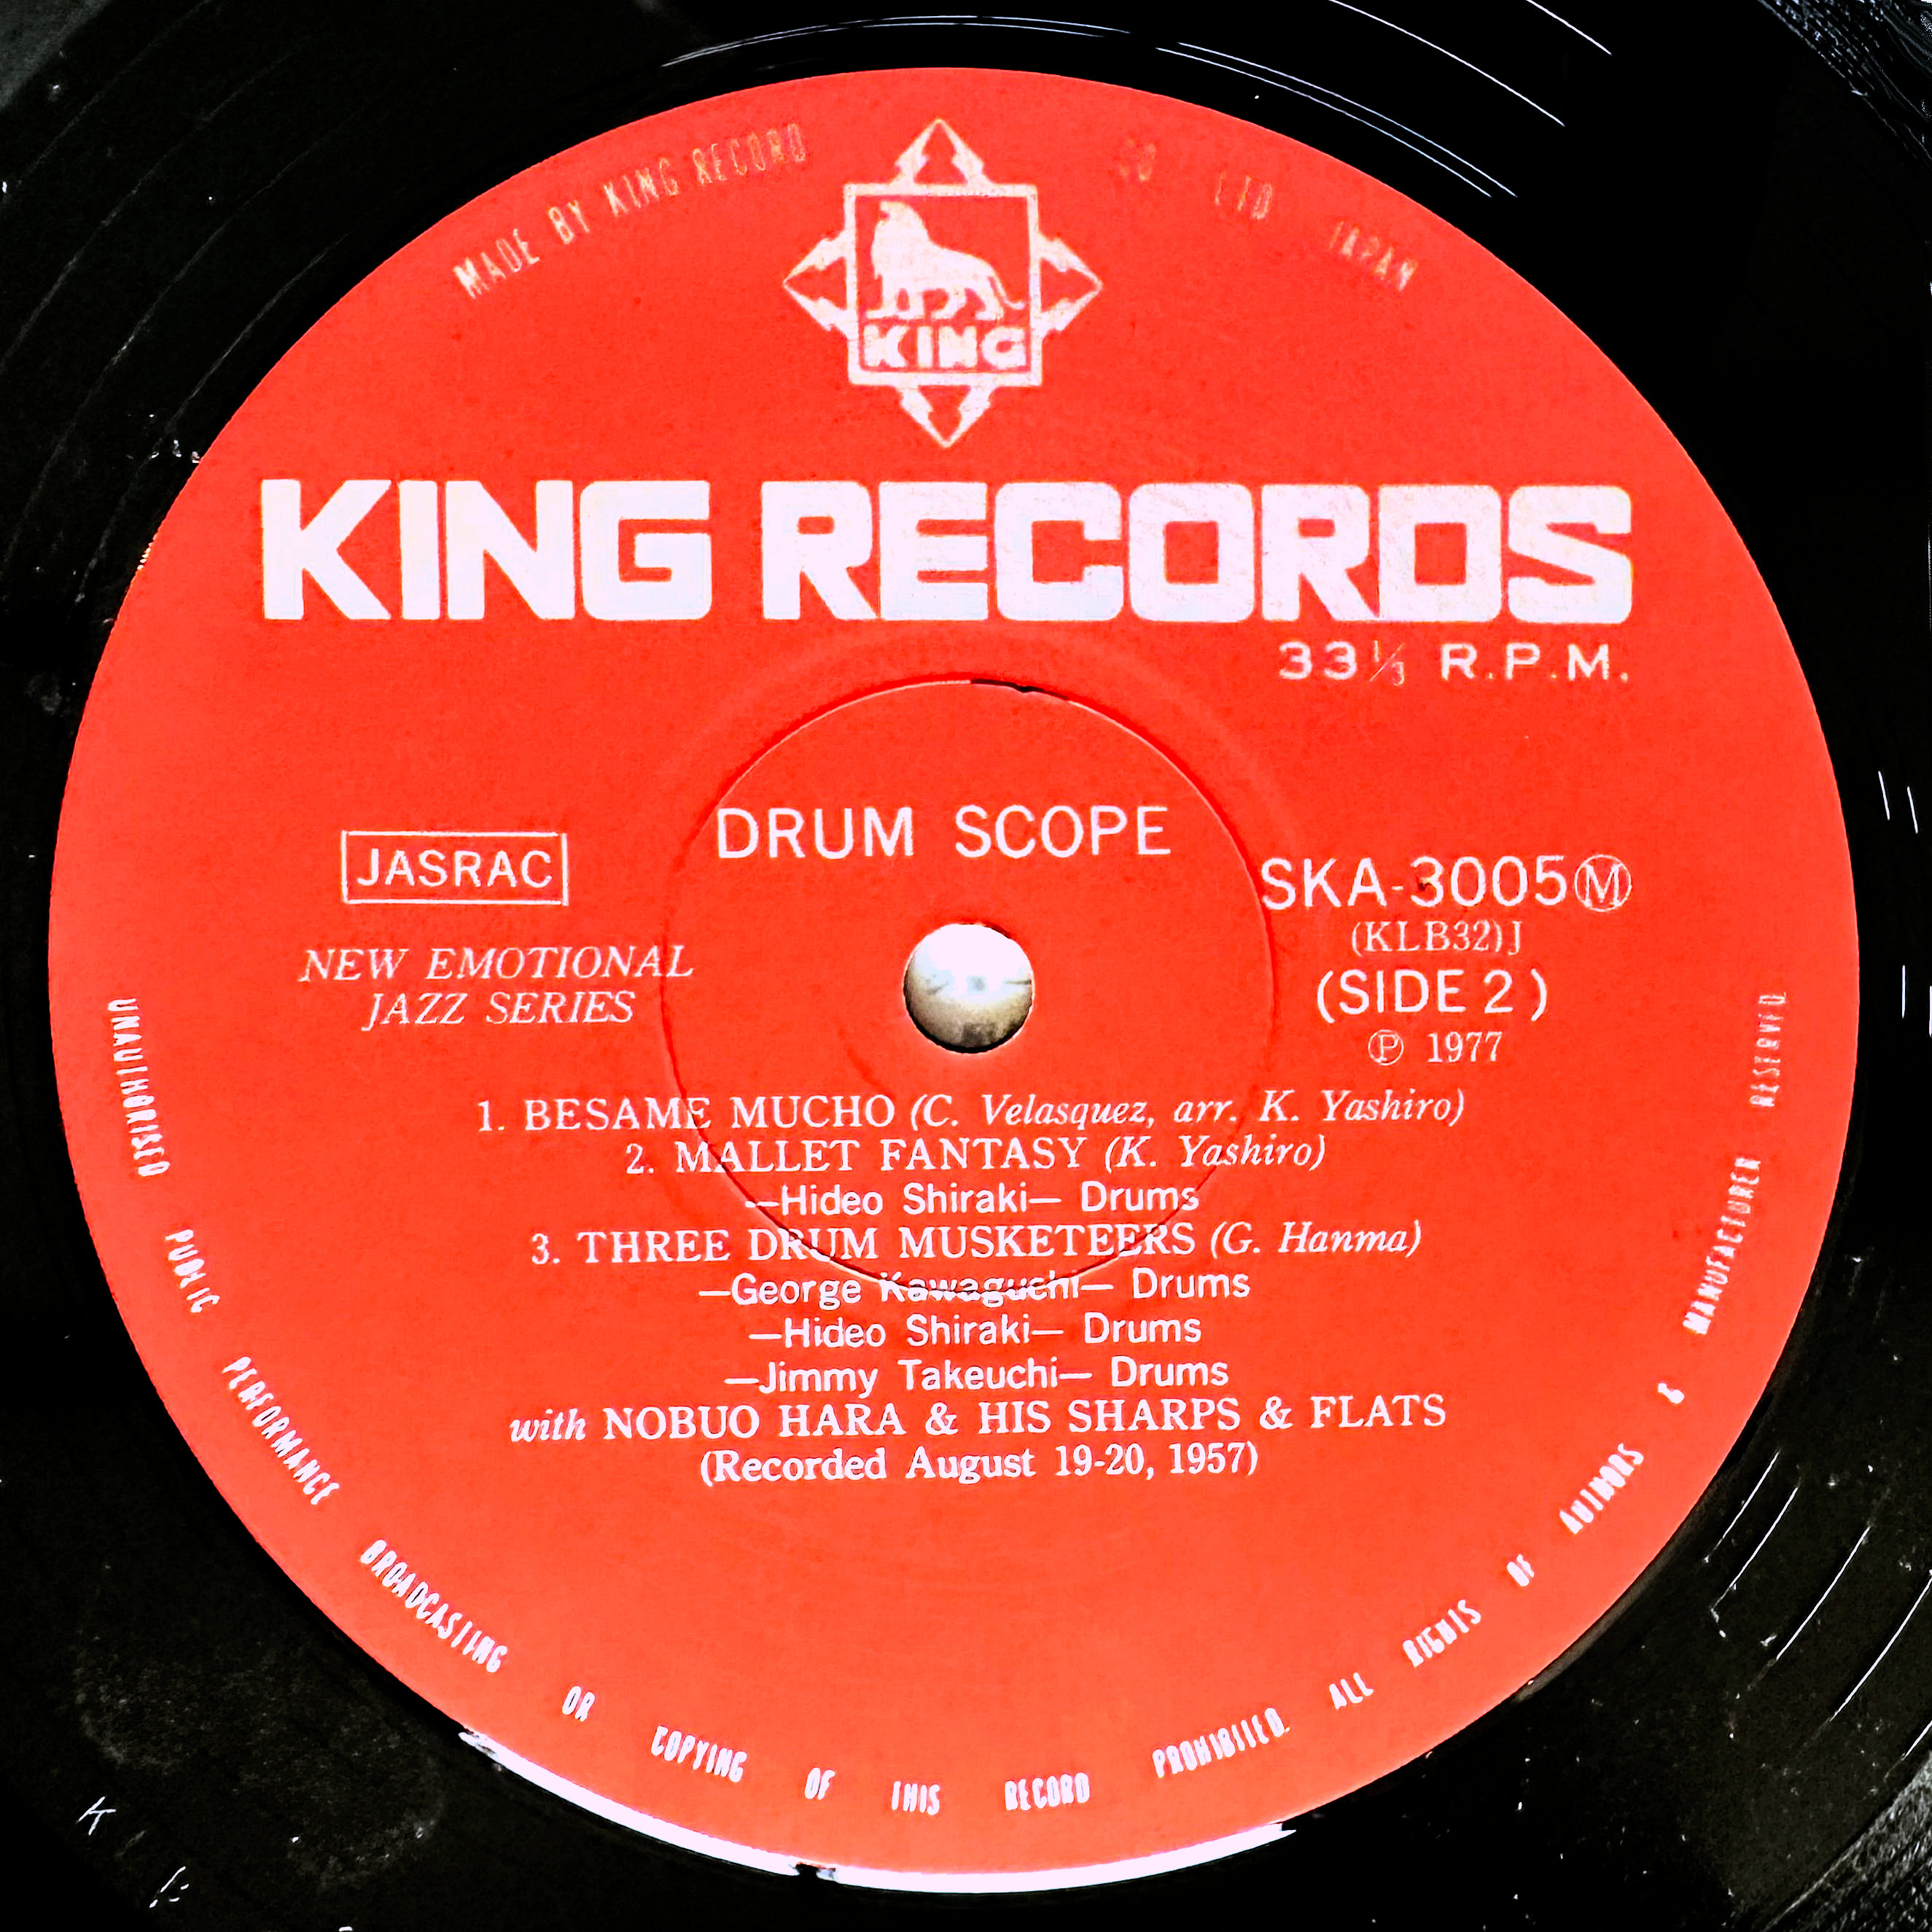 MADE BY KING RECORD CO LTD JAPAN
KING
KING RECORDS
33⅓ R.P.M.
DRUM SCOPE
JASRAC
SKA-3005Ⓜ
(KLB32)J
NEW EMOTIONAL
JAZZ SERIES
(SIDE 2)
℗ 1977
1. BESAME MUCHO (C. Velasquez, arr. K. Yashiro)
2. MALLET FANTASY (K. Yashiro)
—Hideo Shiraki— Drums
3. THREE DRUM MUSKETEERS (G. Hanma)
—George Kawaguchi— Drums
—Hideo Shiraki— Drums
—Jimmy Takeuchi— Drums
with NOBUO HARA & HIS SHARPS & FLATS
(Recorded August 19-20, 1957)
UNAUTHORISED PUBLIC PERFORMANCE BROADCASTING OR COPYING OF THIS RECORD PROHIBITED. ALL RIGHTS OF AUTHORS & MANUFACTURER RESERVED